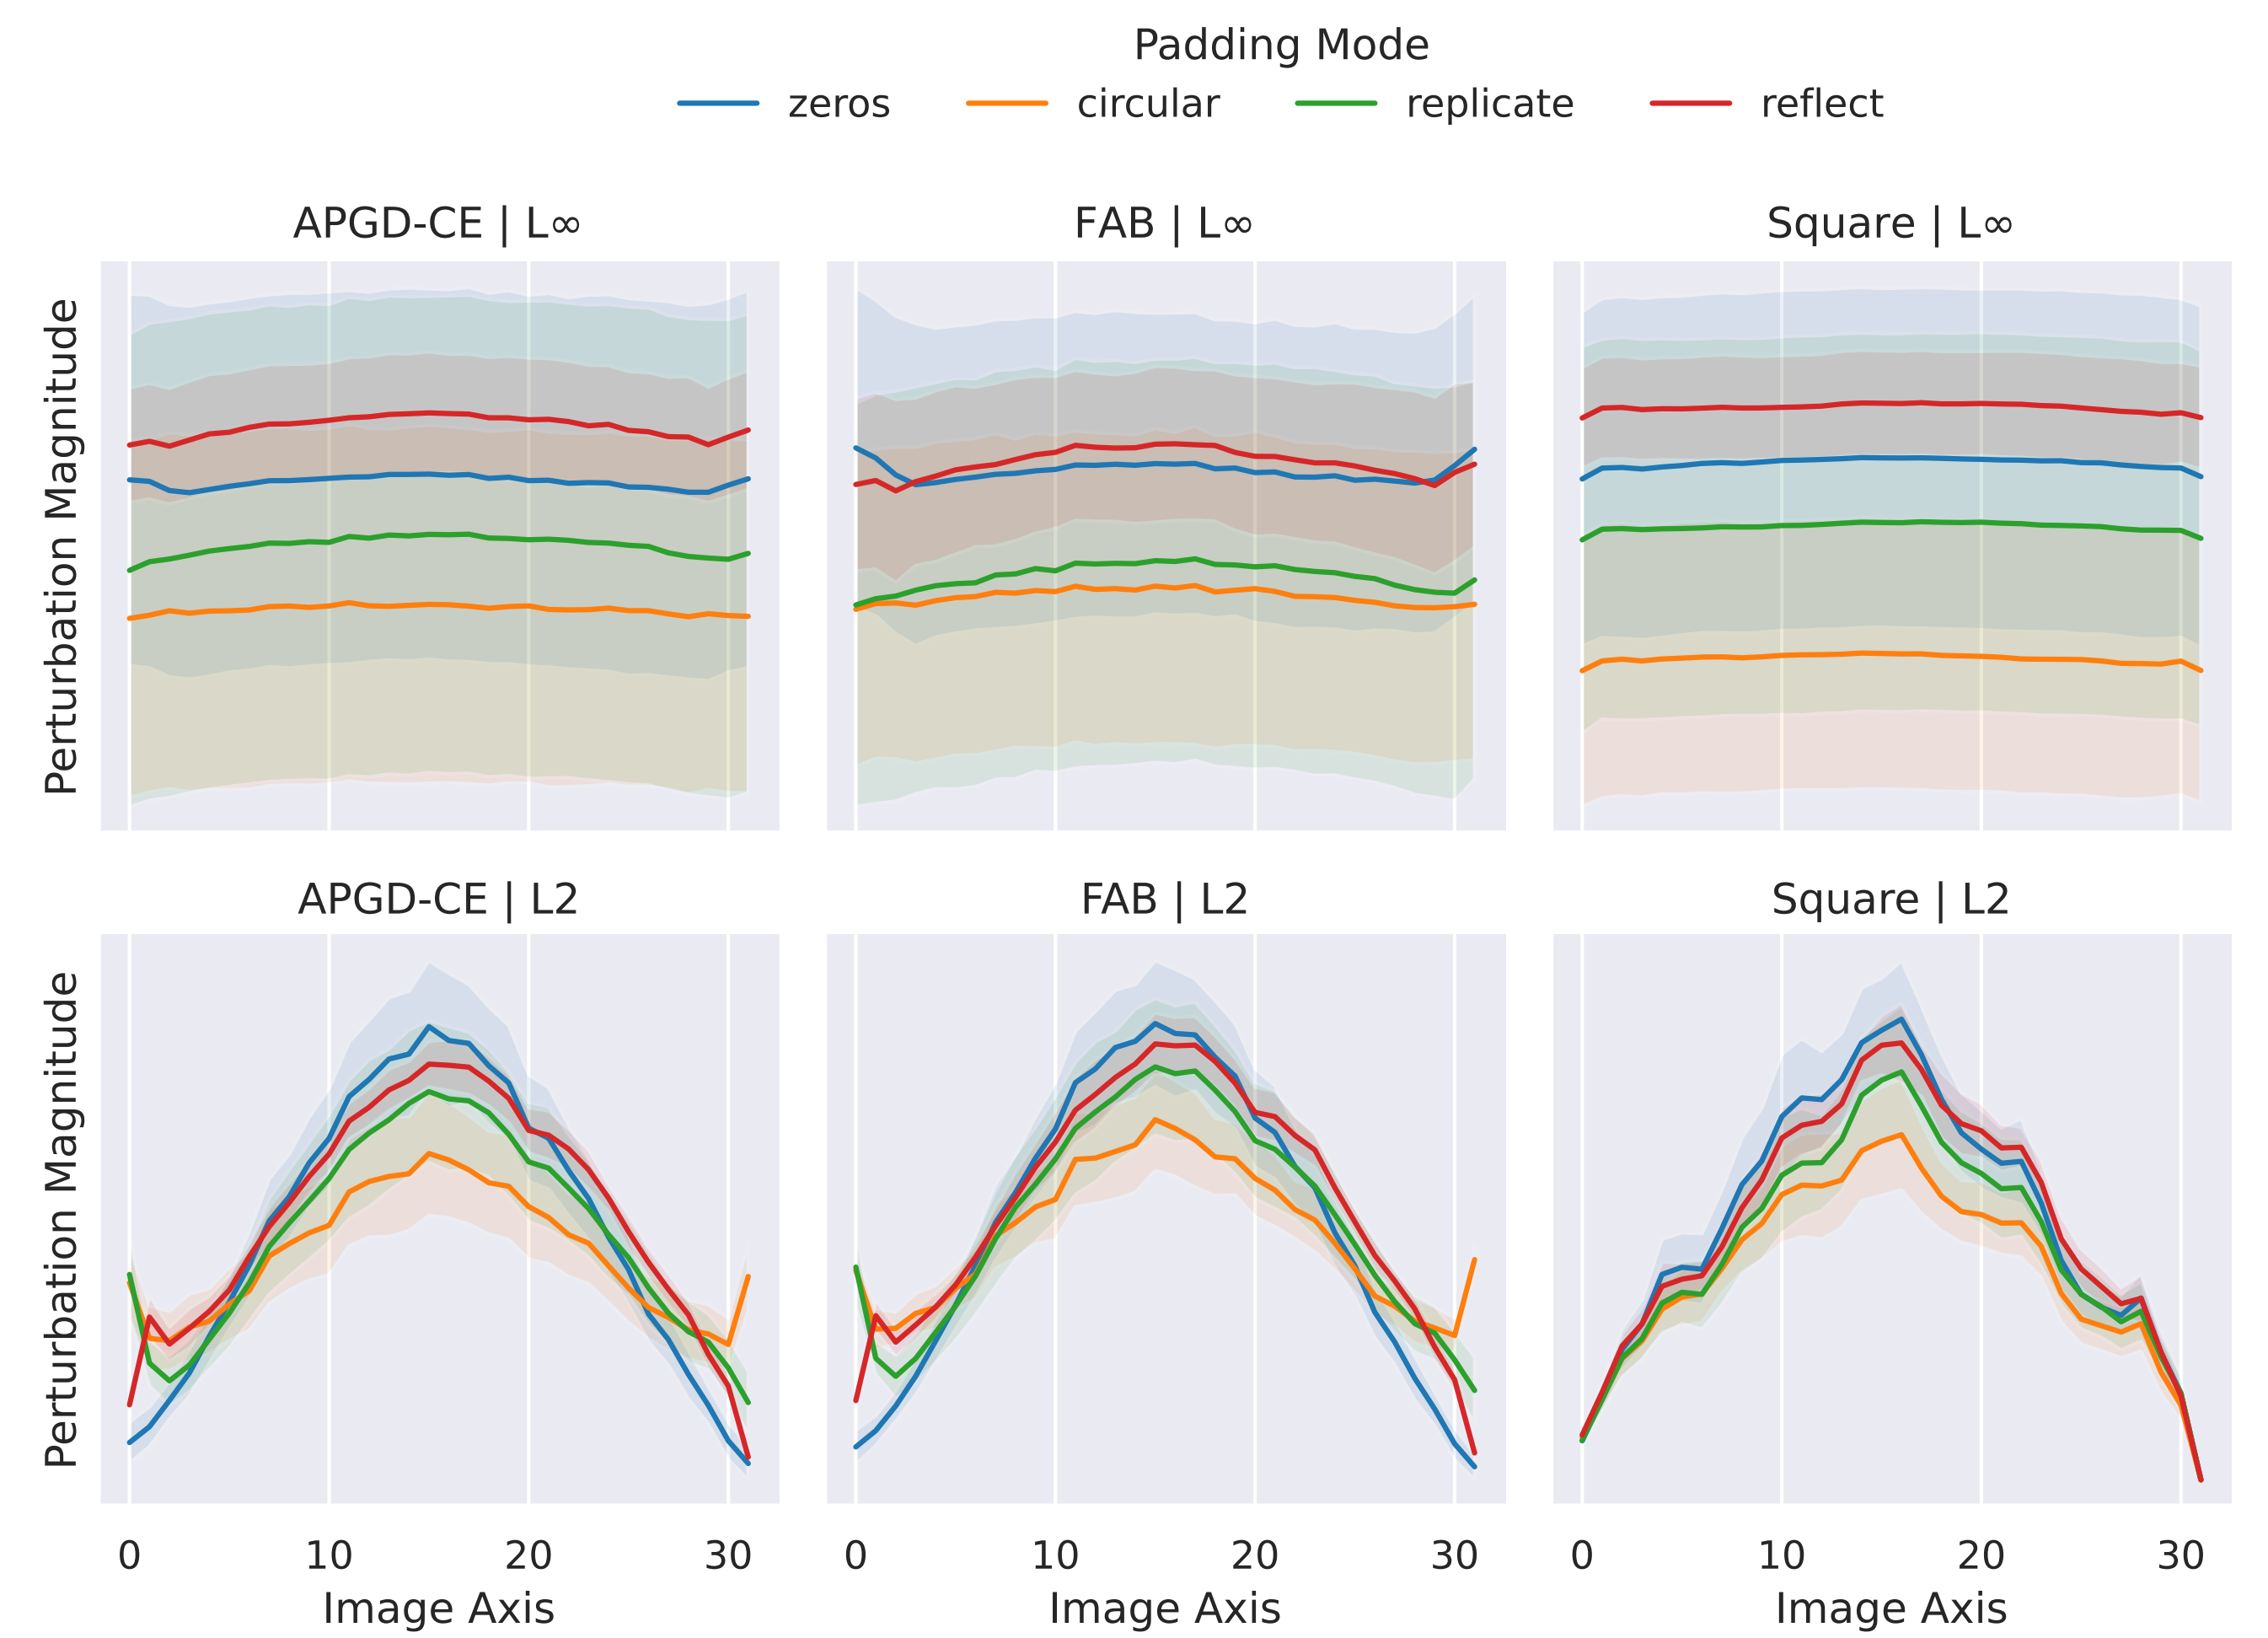 Padding Mode
zeros circular replicate reflect
APGD-CE | L∞ FAB | L∞ Square | L∞
Perturbation Magnitude
APGD-CE | L2 FAB | L2 Square | L2
Perturbation Magnitude
0 10 20 30 0 10 20 30 0 10 20 30
Image Axis Image Axis Image Axis